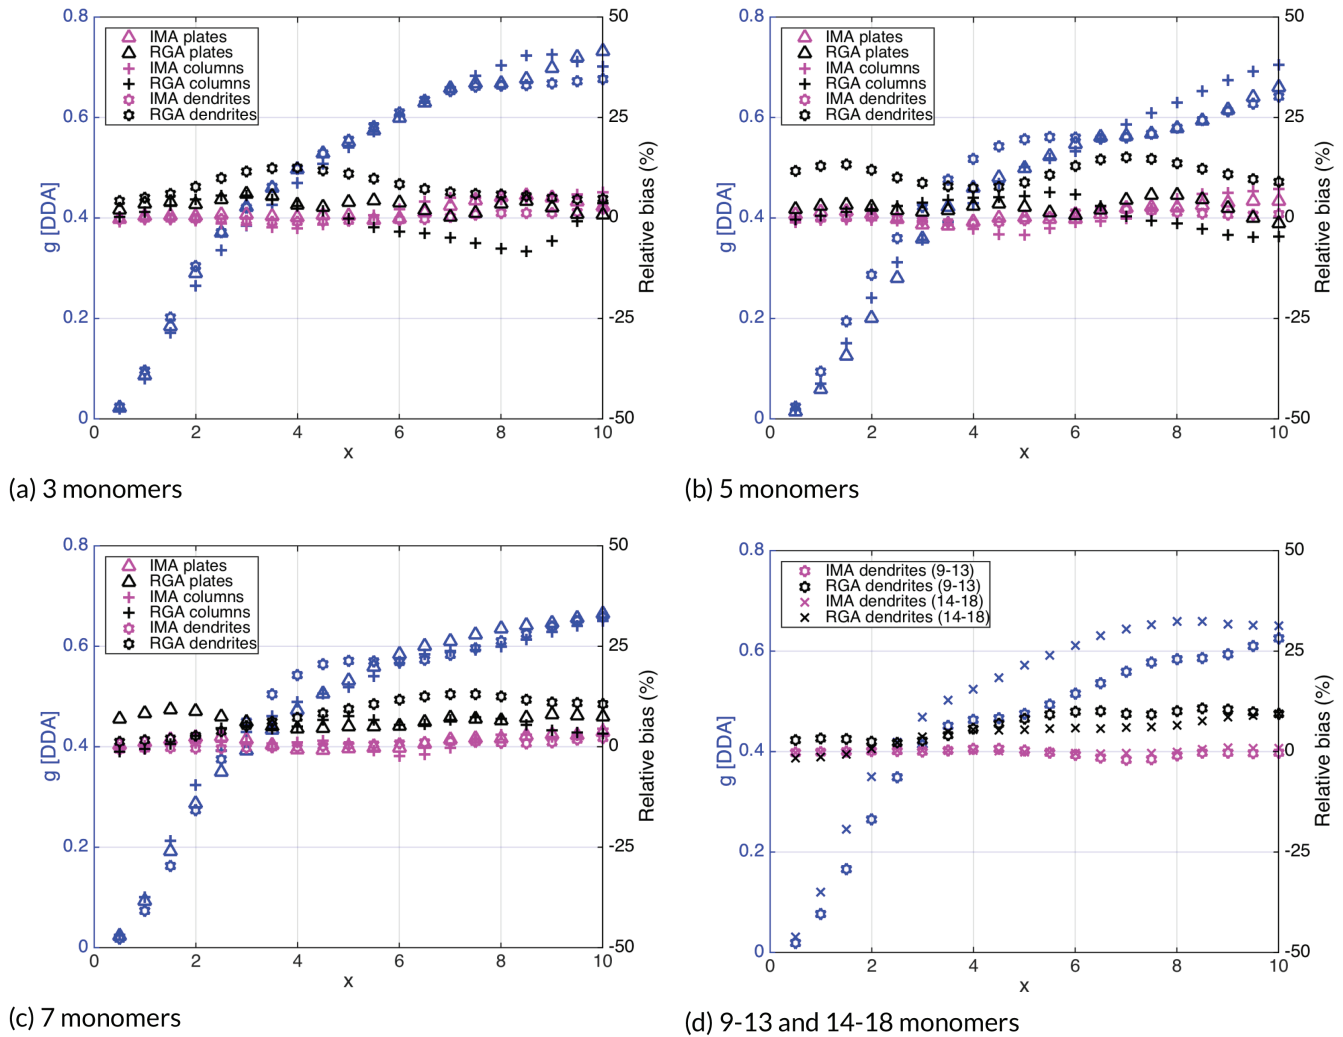 0.8
0.6
0.4
0.2
0
g [DDA]
50
25
0
-25
-50
Relative bias (%)
IMA plates
RGA plates
IMA columns
RGA columns
IMA dendrites
RGA dendrites
0 2 4 6 8 10
x
(a) 3 monomers
0.8
0.6
0.4
0.2
0
g [DDA]
50
25
0
-25
-50
Relative bias (%)
IMA plates
RGA plates
IMA columns
RGA columns
IMA dendrites
RGA dendrites
0 2 4 6 8 10
x
(b) 5 monomers
0.8
0.6
0.4
0.2
0
g [DDA]
50
25
0
-25
-50
Relative bias (%)
IMA plates
RGA plates
IMA columns
RGA columns
IMA dendrites
RGA dendrites
0 2 4 6 8 10
x
(c) 7 monomers
0.8
0.6
0.4
0.2
0
g [DDA]
50
25
0
-25
-50
Relative bias (%)
IMA dendrites (9-13)
RGA dendrites (9-13)
IMA dendrites (14-18)
RGA dendrites (14-18)
0 2 4 6 8 10
x
(d) 9-13 and 14-18 monomers